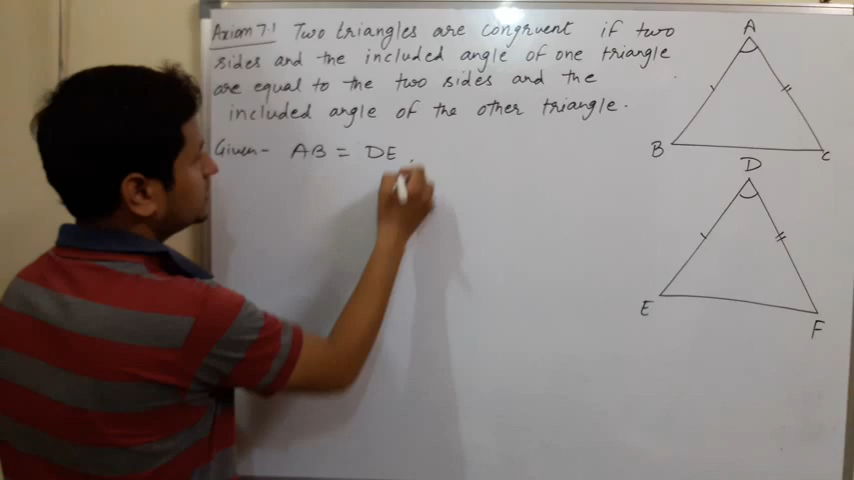 Axiom 7.1 Two triangles are congruent if two
sides and the included angle of one triangle
are equal to the two sides and the
included angle of the other triangle.
Given - AB = DE,
A
B
C
D
E
F